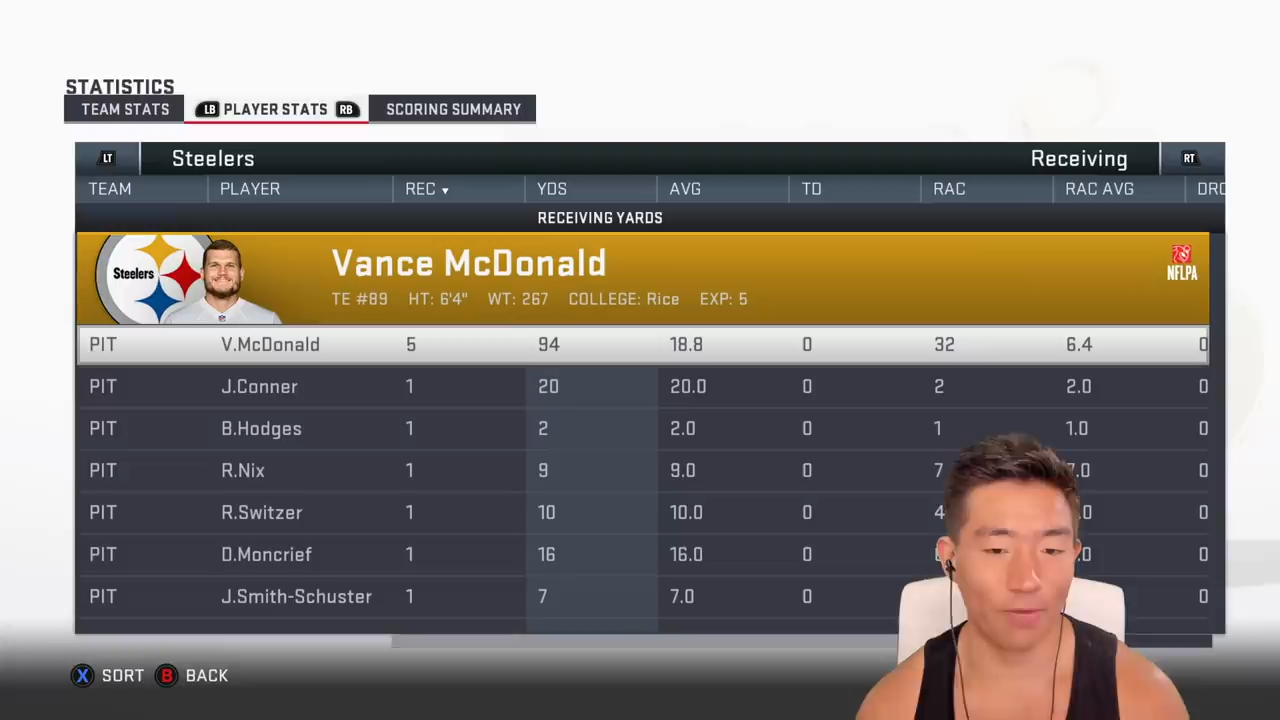 STATISTICS
TEAM STATS LB PLAYER STATS RB SCORING SUMMARY
LT Steelers Receiving RT
TEAM PLAYER REC YDS AVG TD RAC RAC AVG DRO
RECEIVING YARDS
Steelers Vance McDonald NFLPA
TE #89 HT: 6'4" WT: 267 COLLEGE: Rice EXP: 5
PIT V.McDonald 5 94 18.8 0 32 6.4 0
PIT J.Conner 1 20 20.0 0 2 2.0 0
PIT B.Hodges 1 2 2.0 0 1 1.0 0
PIT R.Nix 1 9 9.0 0 7 .0 0
PIT R.Switzer 1 10 10.0 0 4 .0 0
PIT D.Moncrief 1 16 16.0 0 .0 0
PIT J.Smith-Schuster 1 7 7.0 0 0
X SORT B BACK